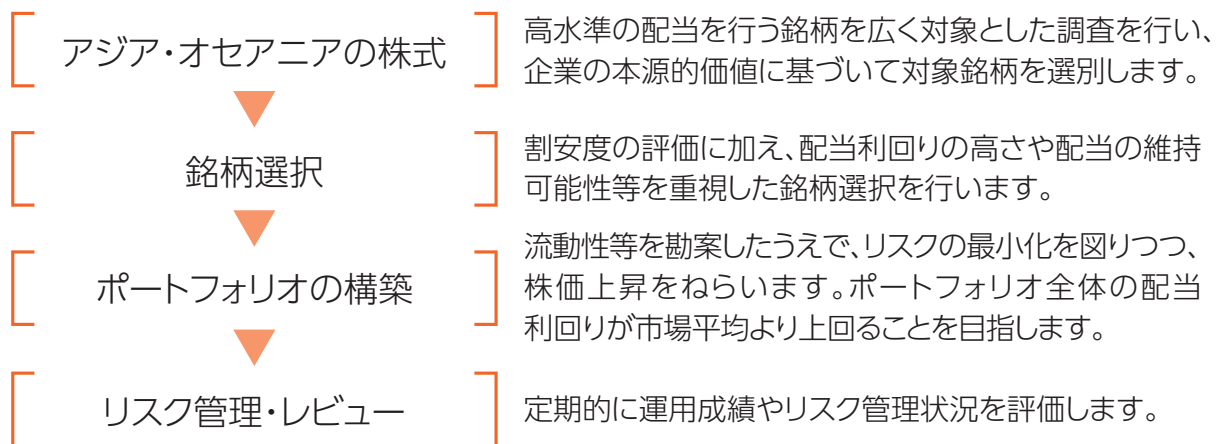 アジア・オセアニアの株式
高水準の配当を行う銘柄を広く対象とした調査を行い、
企業の本源的価値に基づいて対象銘柄を選別します。
銘柄選択
割安度の評価に加え、配当利回りの高さや配当の維持
可能性等を重視した銘柄選択を行います。
ポートフォリオの構築
流動性等を勘案したうえで、リスクの最小化を図りつつ、
株価上昇をねらいます。ポートフォリオ全体の配当
利回りが市場平均より上回ることを目指します。
リスク管理・レビュー
定期的に運用成績やリスク管理状況を評価します。